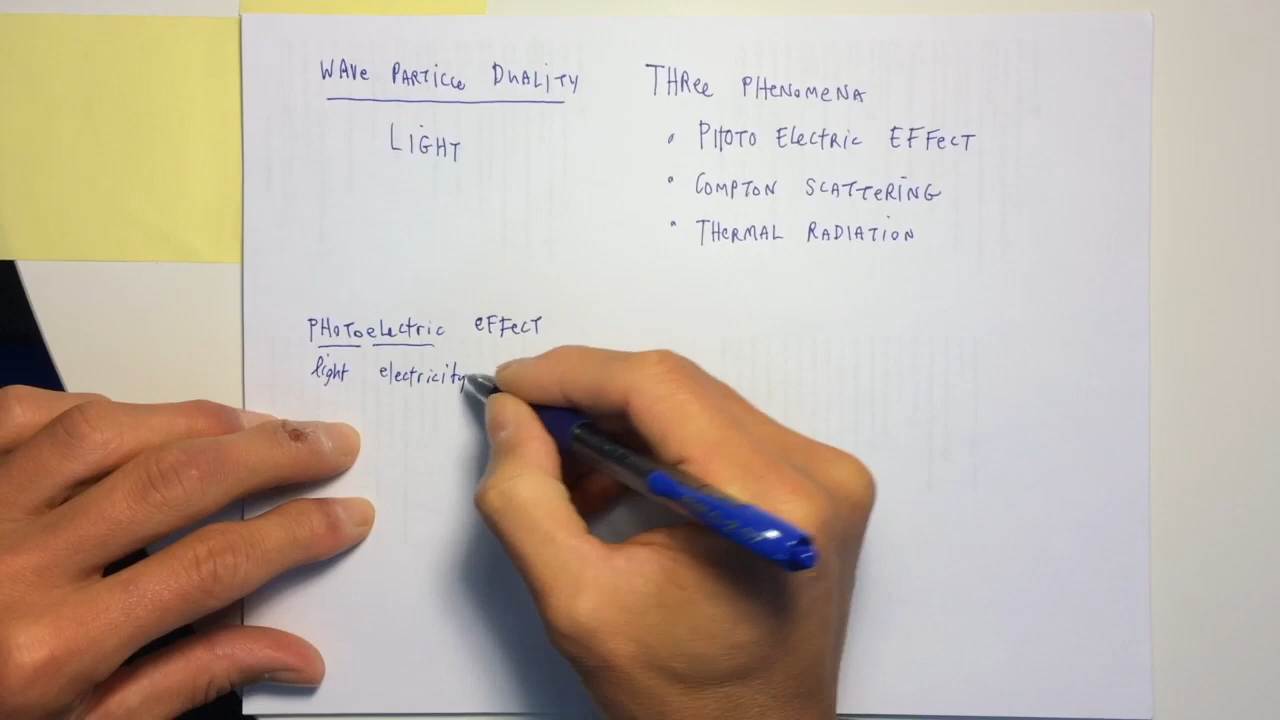 WAVe PARTICLe DUALITY
LIGHT
THRee PHeNOMeNA
• PHOTO Electric EFFecT
• COMPTON SCATTeRING
• THeRMAL RADIATION
PHOToelectric eFFecT
light electricity